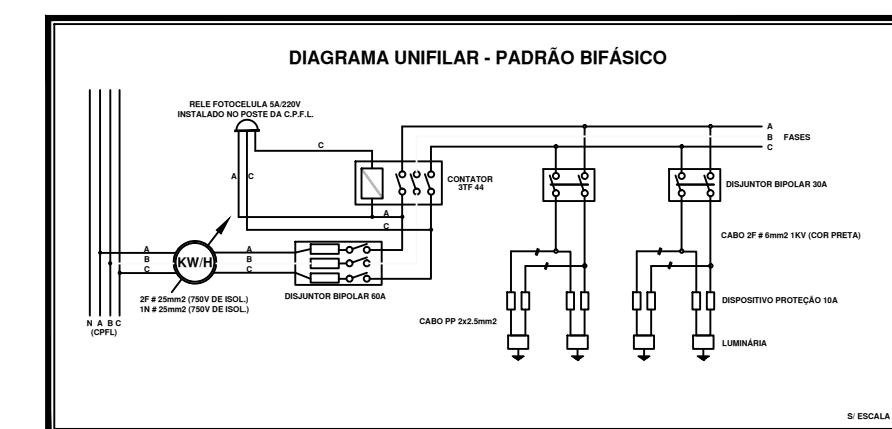 DIAGRAMA UNIFILAR - PADRÃO BIFÁSICO
RELE FOTOCELULA 5A/220V
INSTALADO NO POSTE DA C.P.F.L.
C
A C
A
B FASES
C
CONTATOR
3TF 44
DISJUNTOR BIPOLAR 30A
A
C
CABO 2F # 6mm2 1KV (COR PRETA)
A
B
C
KW/H
A
B
C
DISJUNTOR BIPOLAR 60A
2F # 25mm2 (750V DE ISOL.)
1N # 25mm2 (750V DE ISOL.)
DISPOSITIVO PROTEÇÃO 10A
CABO PP 2x2.5mm2
N A B C
(CPFL)
LUMINÁRIA
S/ ESCALA